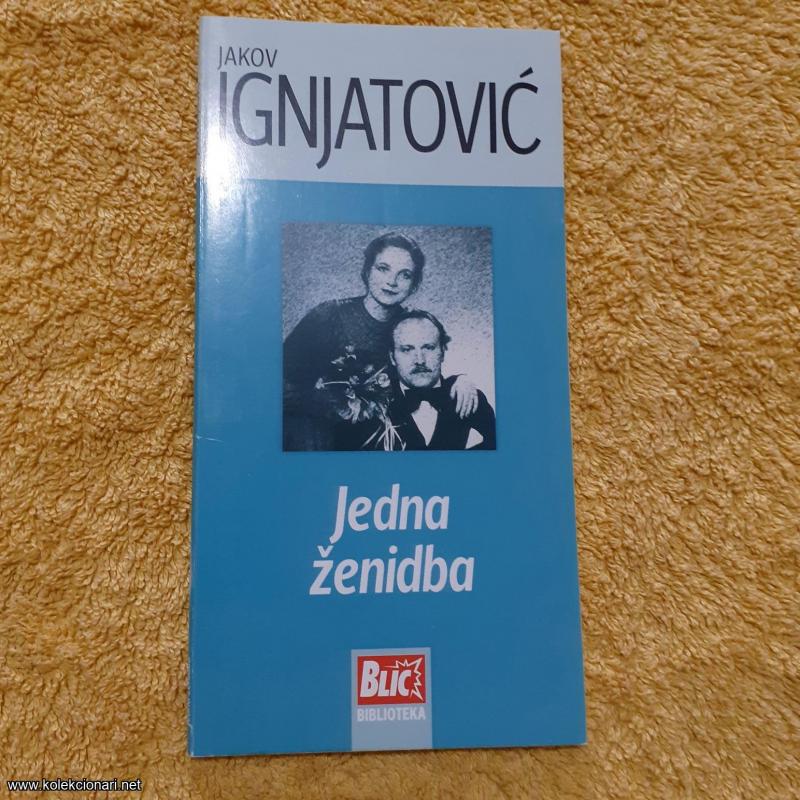 JAKOV
IGNJATOVIĆ
Jedna
ženidba
BLIC
BIBLIOTEKA
www.kolekcionari.net